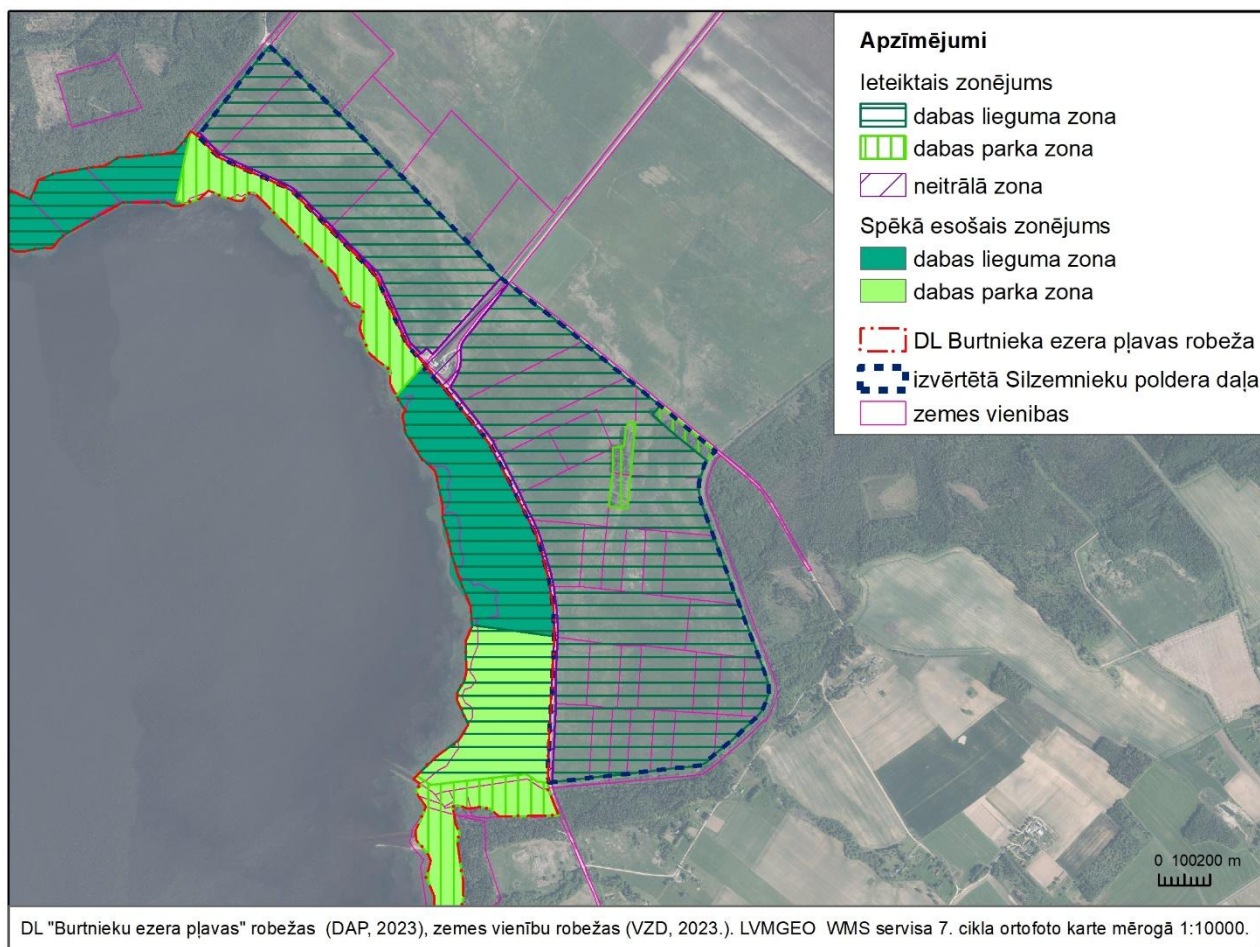 Apzīmējumi
Ieteiktais zonējums
dabas lieguma zona
dabas parka zona
neitrālā zona
Spēkā esošais zonējums
dabas lieguma zona
dabas parka zona
DL Burtnieka ezera pļavas robeža
izvērtētā Silzemnieku poldera daļa
zemes vienības
0 100200 m
DL "Burtnieku ezera pļavas" robežas (DAP, 2023), zemes vienību robežas (VZD, 2023.). LVMGEO WMS servisa 7. cikla ortofoto karte mērogā 1:10000.